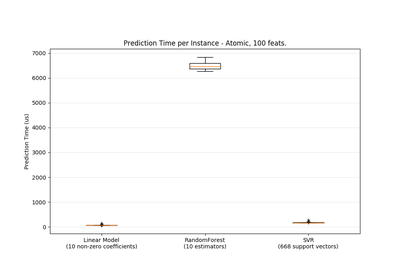 Prediction Time per Instance - Atomic, 100 feats.
7000
6000
5000
4000
3000
2000
1000
0
Prediction Time (us)
Linear Model
(10 non-zero coefficients)
RandomForest
(10 estimators)
SVR
(668 support vectors)